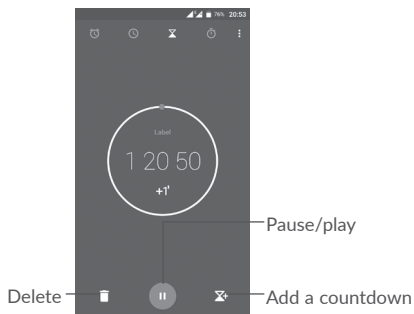 76% 20:53
Label
1 20 50
+1'
Pause/play
Delete
Add a countdown